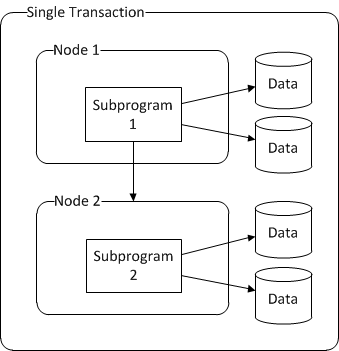 Single Transaction
Node 1
Subprogram
1
Data
Data
Node 2
Subprogram
2
Data
Data